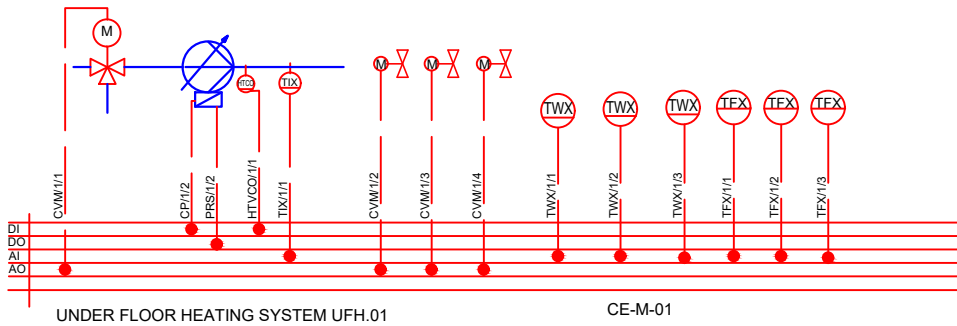 M
HTCO
TIX
M
M
M
TWX
TWX
TWX
TFX
TFX
TFX
CVM/1/1
CP/1/2
PRS/1/2
HTVCO/1/1
TIX/1/1
CVM/1/2
CVM/1/3
CVM/1/4
TWX/1/1
TWX/1/2
TWX/1/3
TFX/1/1
TFX/1/2
TFX/1/3
DI
DO
AI
AO
UNDER FLOOR HEATING SYSTEM UFH.01
CE-M-01